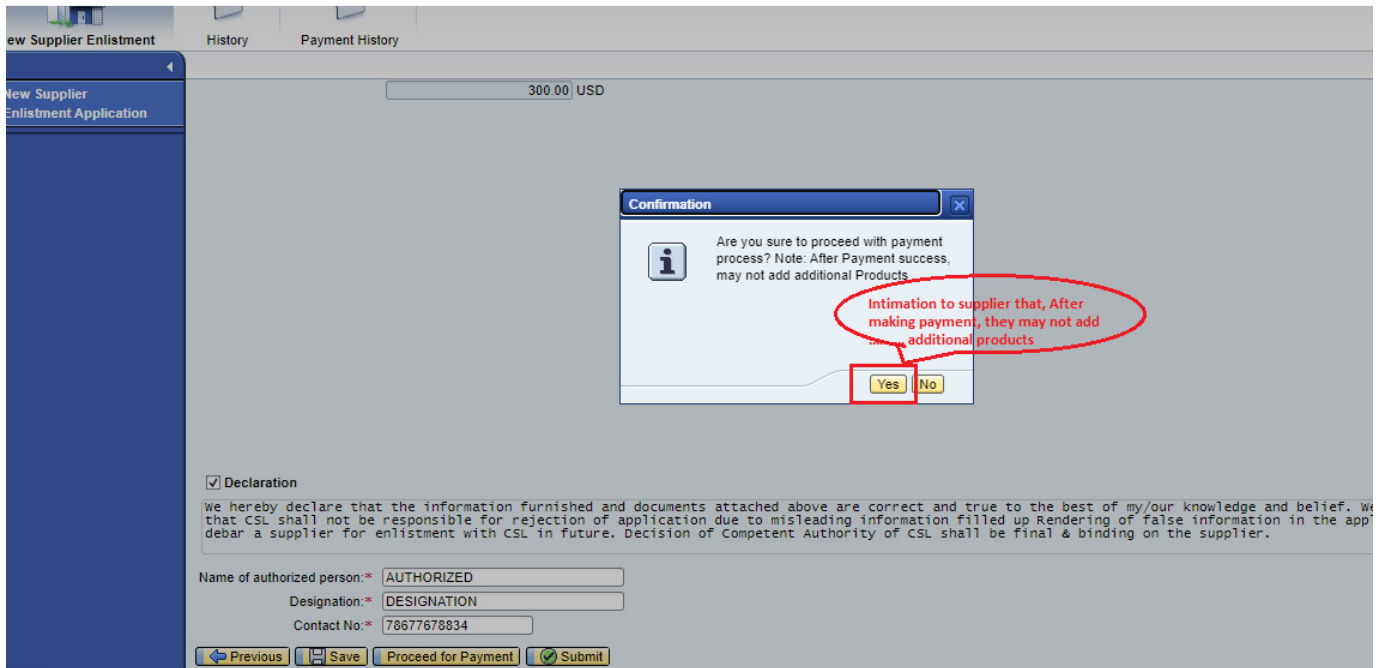 ew Supplier Enlistment
History
Payment History
New Supplier
Enlistment Application
300.00 USD
Confirmation
Are you sure to proceed with payment
process? Note: After Payment success,
may not add additional Products
Intimation to supplier that, After
making payment, they may not add
additional products
Yes
No
Declaration
We hereby declare that the information furnished and documents attached above are correct and true to the best of my/our knowledge and belief. We
that CSL shall not be responsible for rejection of application due to misleading information filled up Rendering of false information in the appl
debar a supplier for enlistment with CSL in future. Decision of Competent Authority of CSL shall be final & binding on the supplier.
Name of authorized person:* AUTHORIZED
Designation:* DESIGNATION
Contact No:* 78677678834
Previous
Save
Proceed for Payment
Submit